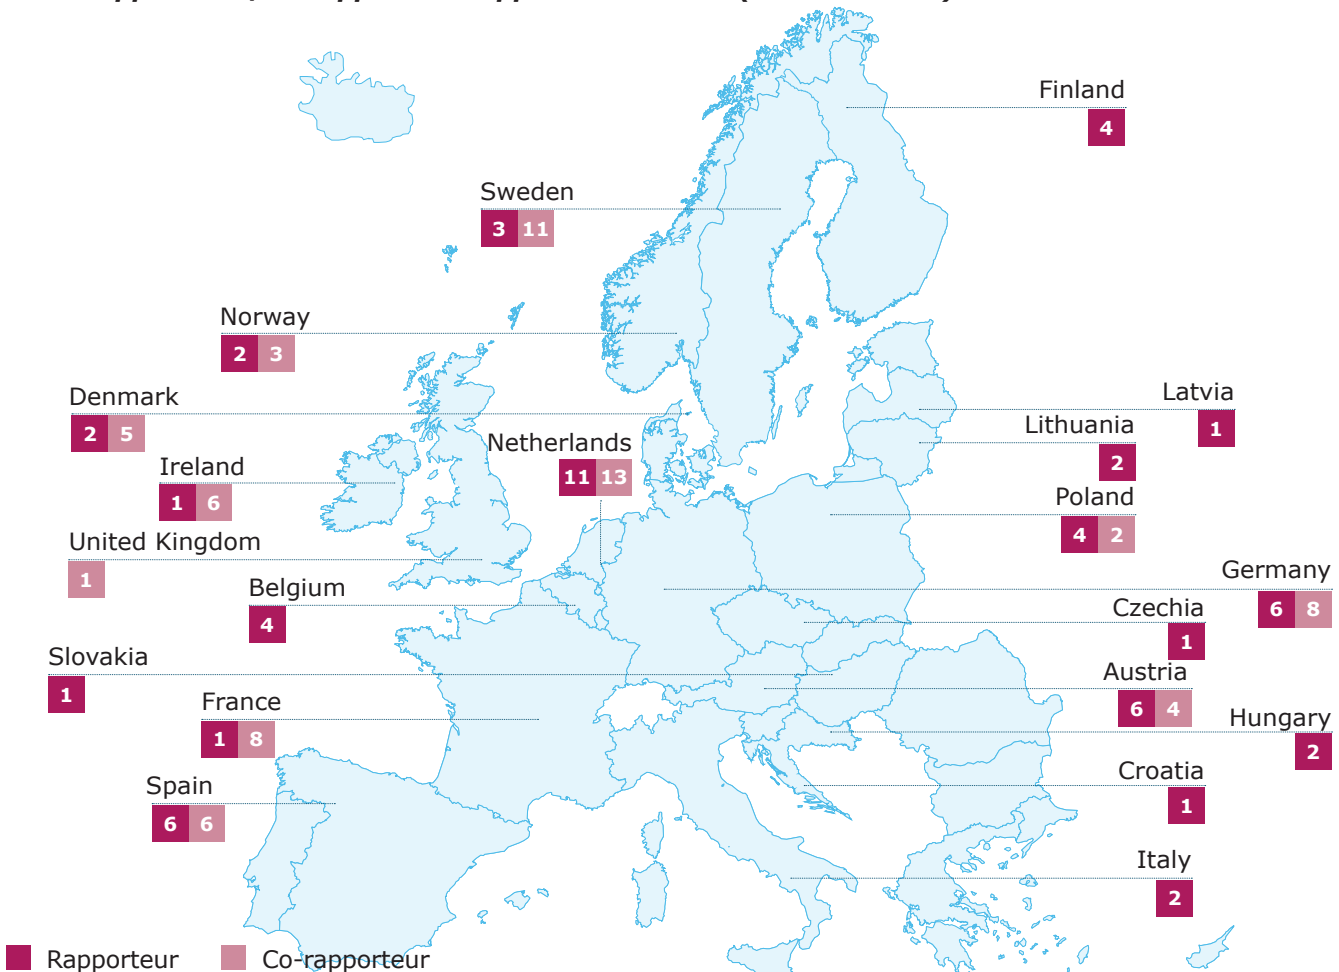 Finland
4
Sweden
3 11
Norway
2 3
Denmark
2 5
Latvia
1
Lithuania
2
Netherlands
11 13
Ireland
1 6
Poland
4 2
United Kingdom
1
Germany
6 8
Belgium
4
Czechia
1
Slovakia
1
Austria
6 4
France
1 8
Hungary
2
Croatia
1
Spain
6 6
Italy
2
Rapporteur
Co-rapporteur